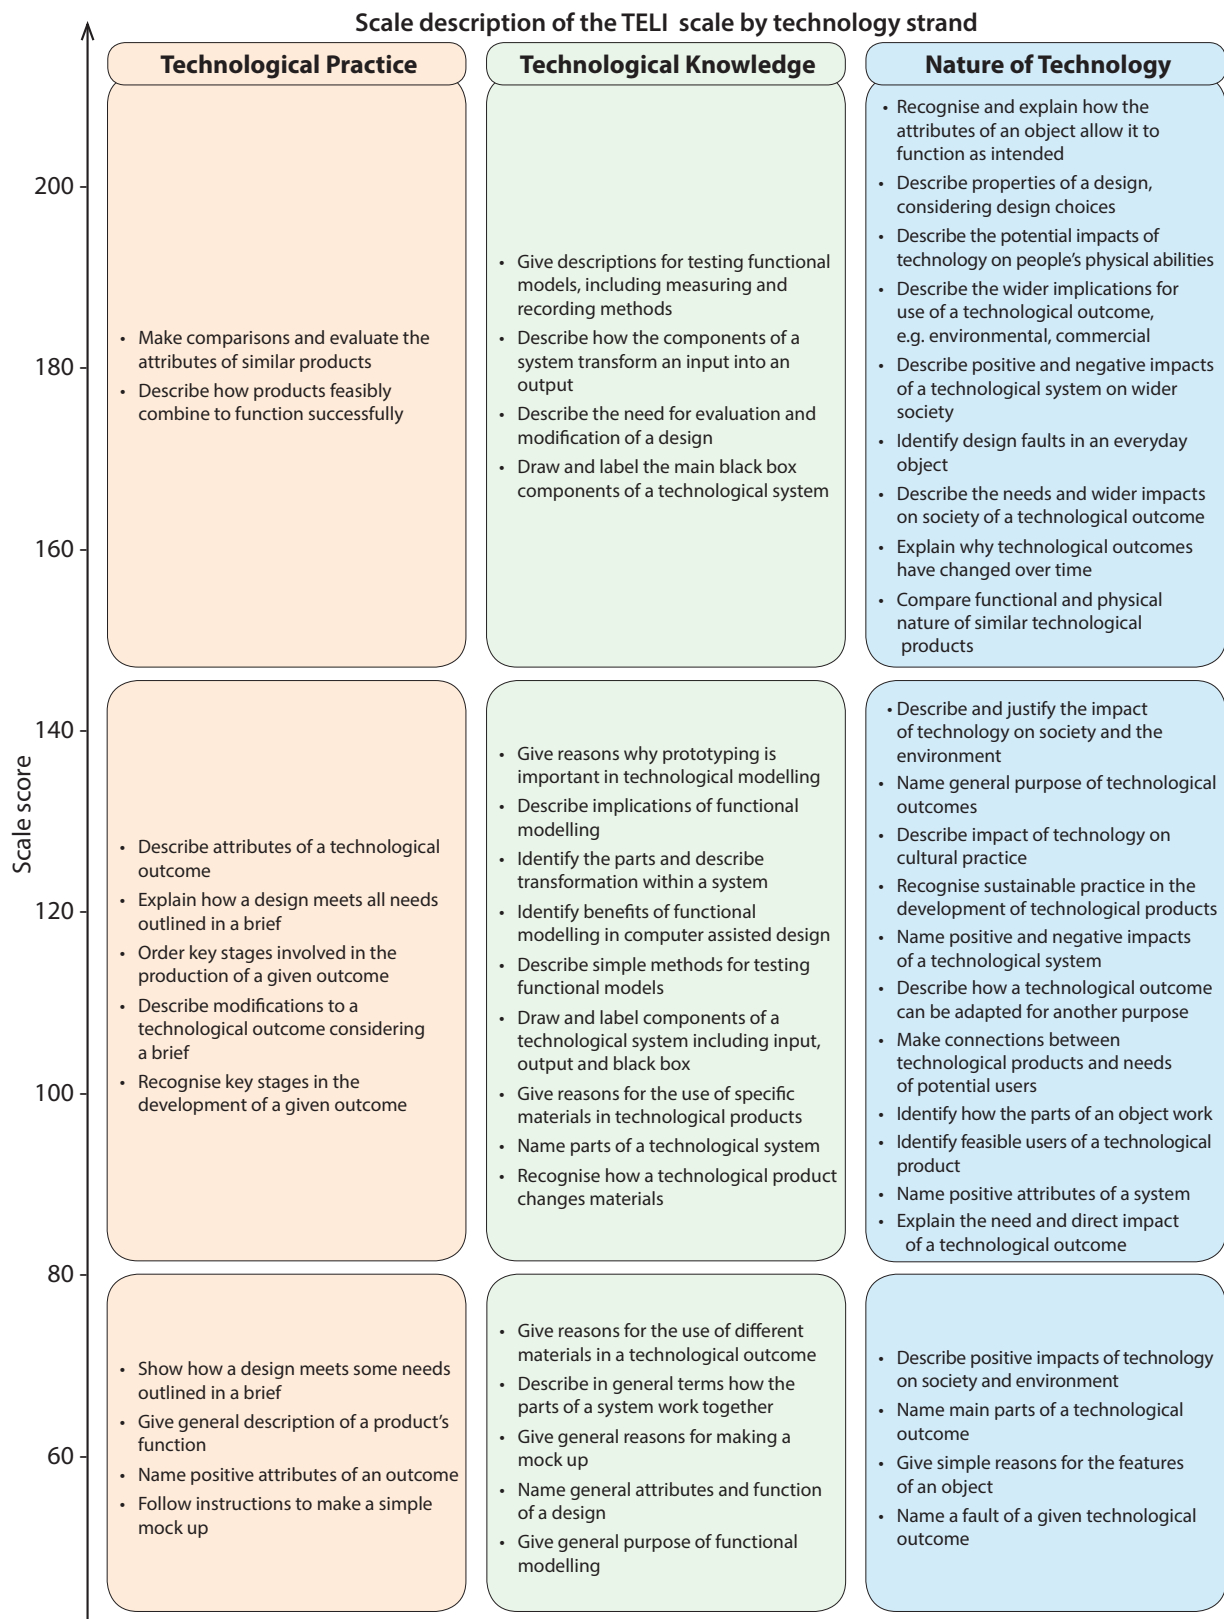 Scale description of the TELI scale by technology strand
Technological Practice
Technological Knowledge
Nature of Technology
Scale score
200
180
160
140
120
100
80
60
• Make comparisons and evaluate the
attributes of similar products
• Describe how products feasibly
combine to function successfully
• Give descriptions for testing functional
models, including measuring and
recording methods
• Describe how the components of a
system transform an input into an
output
• Describe the need for evaluation and
modification of a design
• Draw and label the main black box
components of a technological system
• Recognise and explain how the
attributes of an object allow it to
function as intended
• Describe properties of a design,
considering design choices
• Describe the potential impacts of
technology on people's physical abilities
• Describe the wider implications for
use of a technological outcome,
e.g. environmental, commercial
• Describe positive and negative impacts
of a technological system on wider
society
• Identify design faults in an everyday
object
• Describe the needs and wider impacts
on society of a technological outcome
• Explain why technological outcomes
have changed over time
• Compare functional and physical
nature of similar technological
products
• Describe attributes of a technological
outcome
• Explain how a design meets all needs
outlined in a brief
• Order key stages involved in the
production of a given outcome
• Describe modifications to a
technological outcome considering
a brief
• Recognise key stages in the
development of a given outcome
• Give reasons why prototyping is
important in technological modelling
• Describe implications of functional
modelling
• Identify the parts and describe
transformation within a system
• Identify benefits of functional
modelling in computer assisted design
• Describe simple methods for testing
functional models
• Draw and label components of a
technological system including input,
output and black box
• Give reasons for the use of specific
materials in technological products
• Name parts of a technological system
• Recognise how a technological product
changes materials
• Describe and justify the impact
of technology on society and the
environment
• Name general purpose of technological
outcomes
• Describe impact of technology on
cultural practice
• Recognise sustainable practice in the
development of technological products
• Name positive and negative impacts
of a technological system
• Describe how a technological outcome
can be adapted for another purpose
• Make connections between
technological products and needs
of potential users
• Identify how the parts of an object work
• Identify feasible users of a technological
product
• Name positive attributes of a system
• Explain the need and direct impact
of a technological outcome
• Show how a design meets some needs
outlined in a brief
• Give general description of a product's
function
• Name positive attributes of an outcome
• Follow instructions to make a simple
mock up
• Give reasons for the use of different
materials in a technological outcome
• Describe in general terms how the
parts of a system work together
• Give general reasons for making a
mock up
• Name general attributes and function
of a design
• Give general purpose of functional
modelling
• Describe positive impacts of technology
on society and environment
• Name main parts of a technological
outcome
• Give simple reasons for the features
of an object
• Name a fault of a given technological
outcome